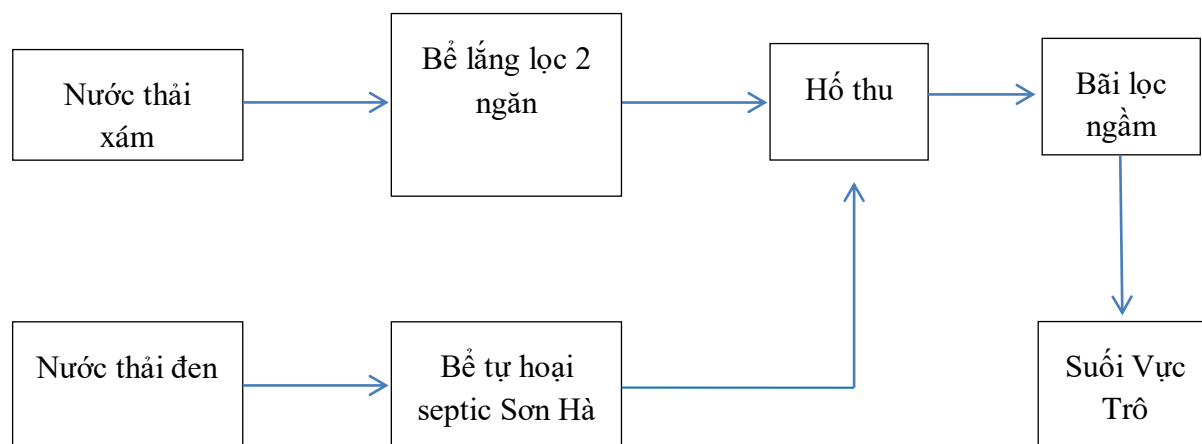 Nước thải
xám
Bể lắng lọc 2
ngăn
Hố thu
Bãi lọc
ngầm
Nước thải đen
Bể tự hoại
septic Sơn Hà
Suối Vực
Trô